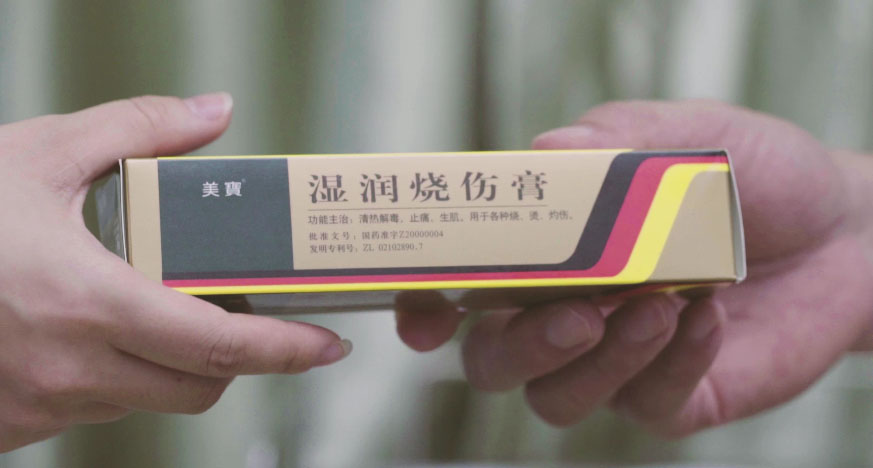 美寶®
湿润烧伤膏
功能主治：清热解毒，止痛，生肌。用于各种烧、烫、灼伤。
批准文号：国药准字Z20000004
发明专利号：ZL 02102890.7